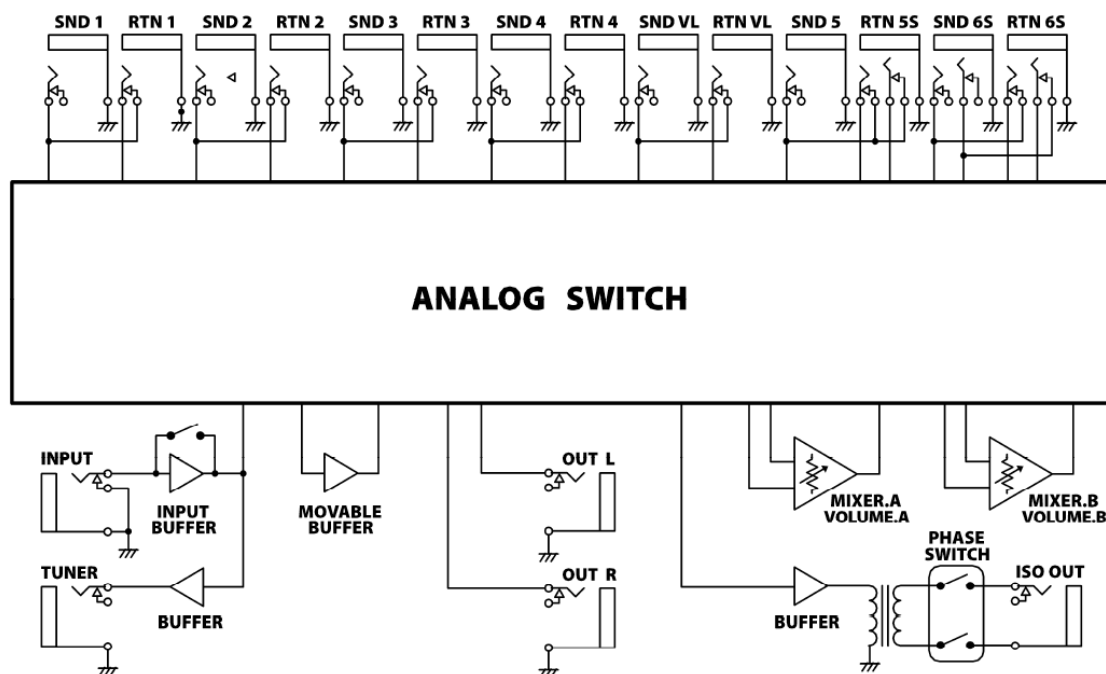 SND 1 RTN 1 SND 2 RTN 2 SND 3 RTN 3 SND 4 RTN 4 SND VL RTN VL SND 5 RTN 5S SND 6S RTN 6S
ANALOG SWITCH
INPUT
INPUT
BUFFER
MOVABLE
BUFFER
OUT L
MIXER.A
VOLUME.A
MIXER.B
VOLUME.B
TUNER
BUFFER
OUT R
BUFFER
PHASE
SWITCH
ISO OUT